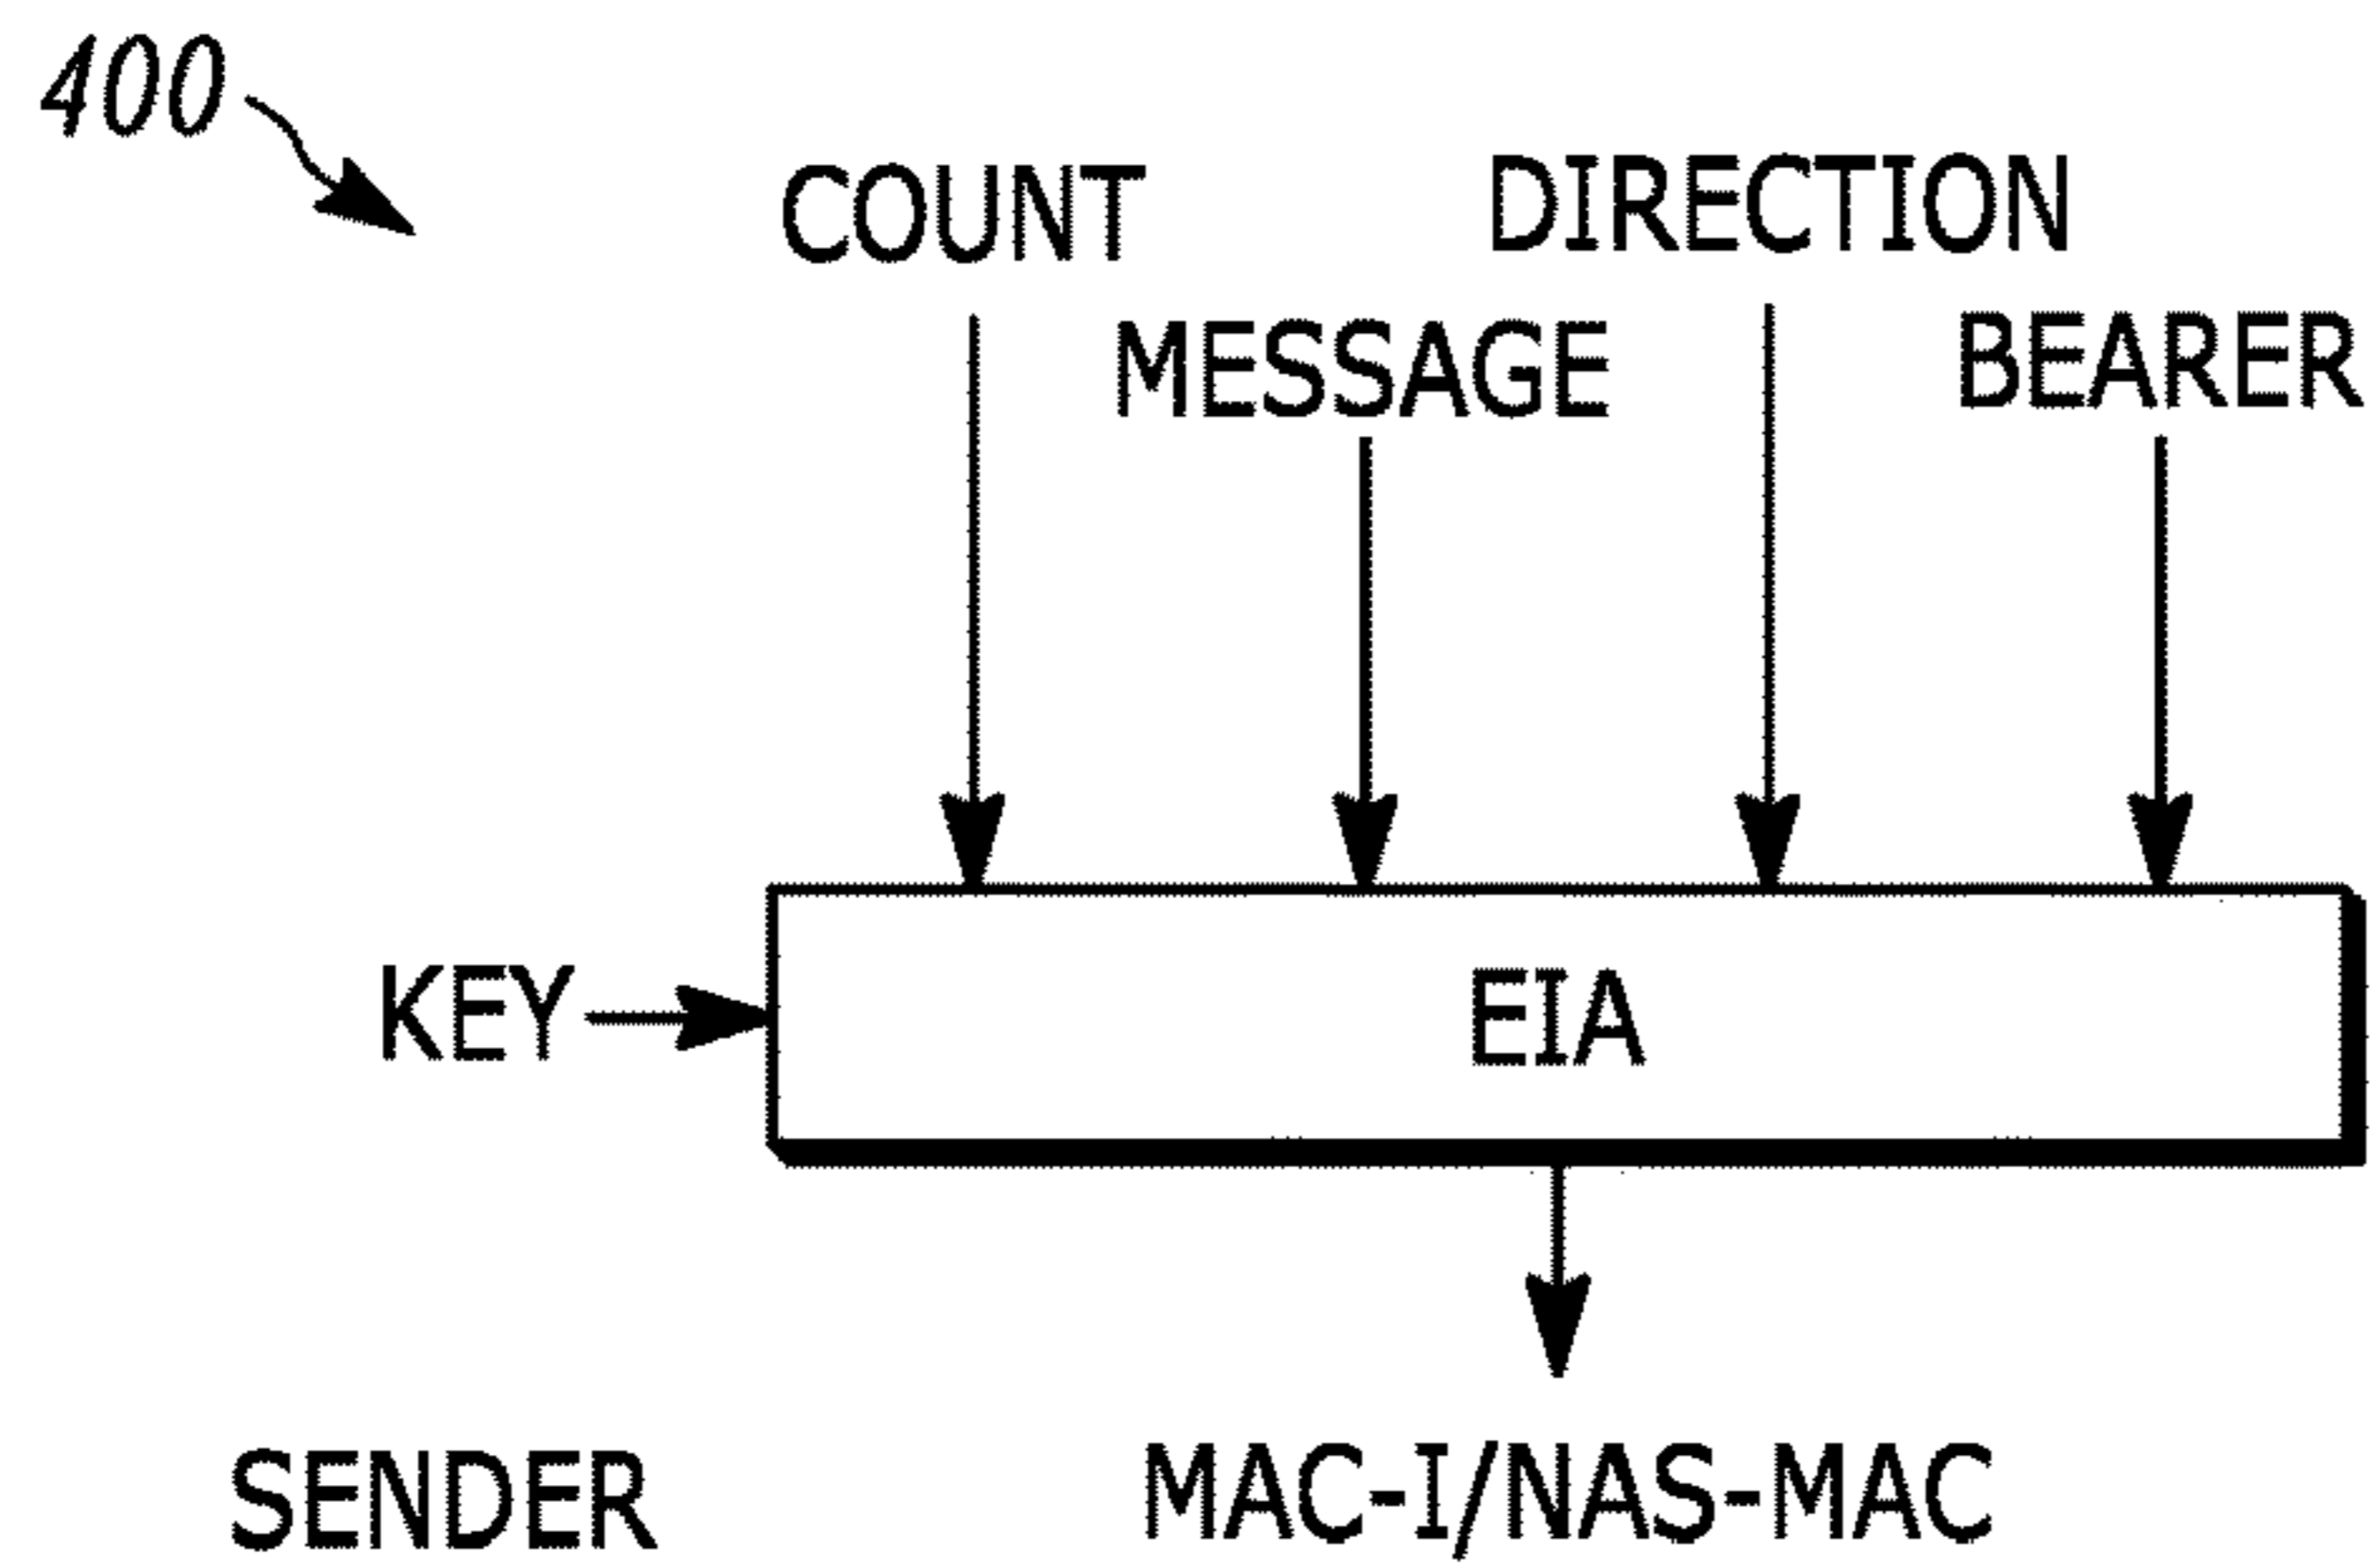 400
COUNT DIRECTION
MESSAGE BEARER
KEY EIA
SENDER MAC-I/NAS-MAC